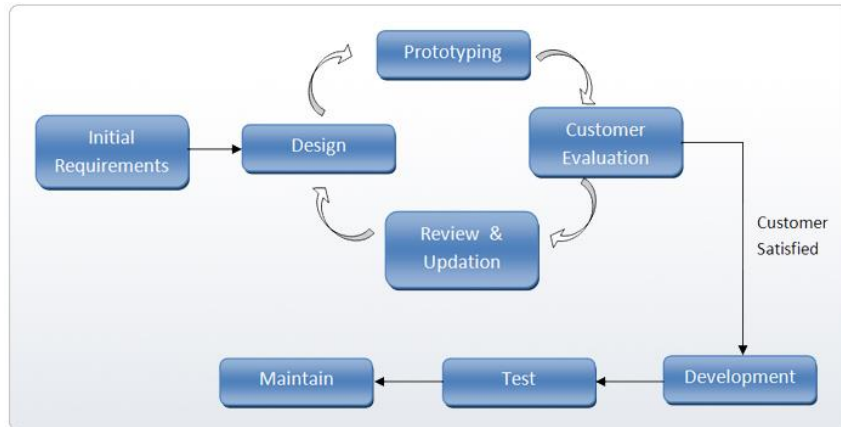 Prototyping
Initial
Requirements
Design
Customer
Evaluation
Review &
Updation
Customer
Satisfied
Maintain
Test
Development